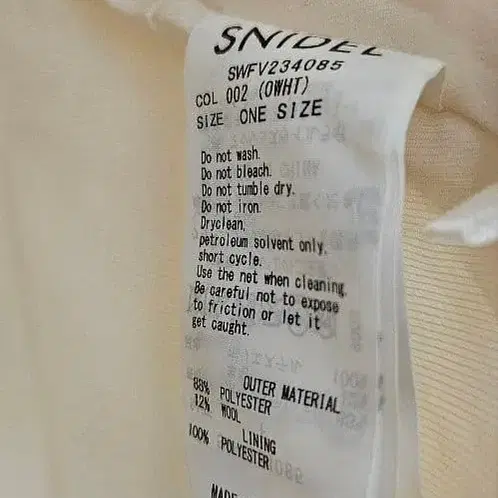 SNIDEL
SWFV234085
COL 002 (OWHT)
SIZE ONE SIZE
Do not wash.
Do not bleach.
Do not tumble dry.
Do not iron.
Dryclean,
petroleum solvent only,
short cycle.
Use the net when cleaning.
Be careful not to expose
to friction or let it
get caught.
OUTER MATERIAL
88% POLYESTER
12% WOOL
LINING
100% POLYESTER
MADE